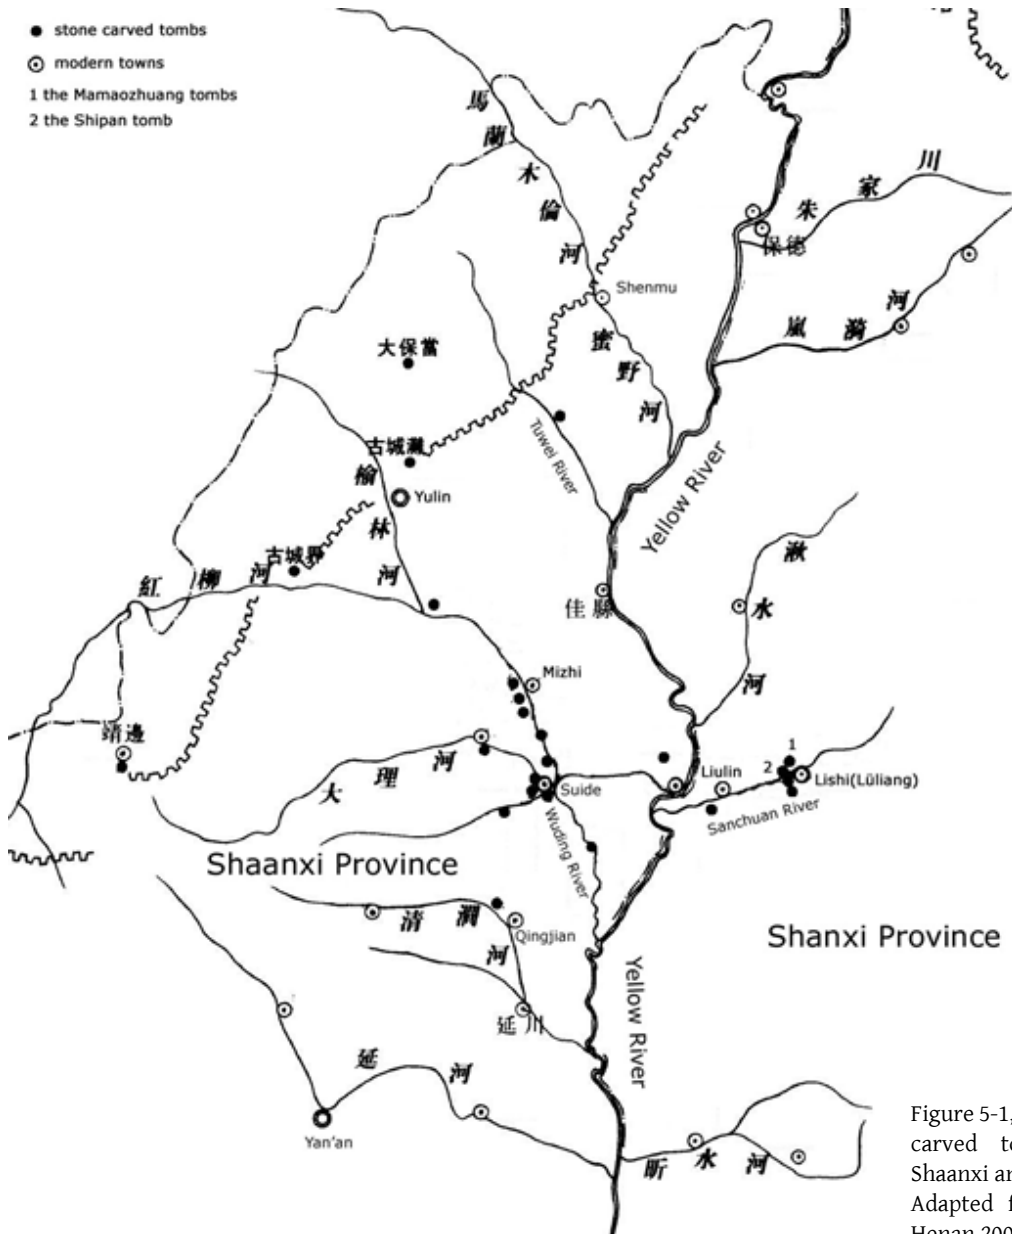 stone carved tombs
modern towns
1 the Mamaozhuang tombs
2 the Shipan tomb
馬蘭木倫河
朱家川
保德
Shenmu
嵐漪河
大保當
蜜野河
Tuwei River
古城灘
Yulin
榆林河
Yellow River
古城界
紅柳河
佳縣
湫水河
Mizhi
靖邊
大理河
1
2
Liulin
Lishi(Lüliang)
Suide
Sanchuan River
Wuding River
Shaanxi Province
清澗河
Qingjian
Shanxi Province
延川
Yellow River
延河
Yan'an
昕水河
Figure 5-1,
carved
Shaanxi
Adapted
Henan